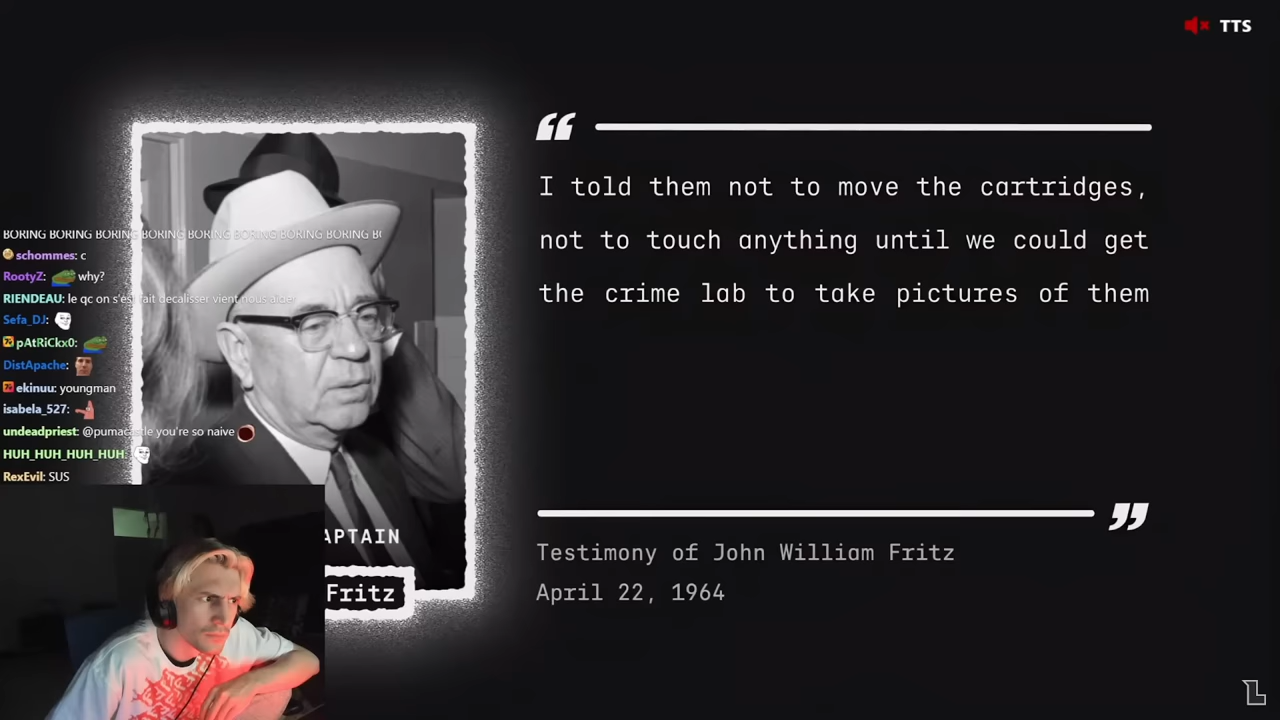 TTS
“
I told them not to move the cartridges,
not to touch anything until we could get
the crime lab to take pictures of them
”
Testimony of John William Fritz
April 22, 1964
APTAIN
Fritz
BORING BORING BORING BORING BORING BORING BORING BORING
schommes: c
RootyZ: why?
RIENDEAU: le qc on s'est fait decalisser vient nous aider
Sefa_DJ:
pAtRiCkx0:
DistApache:
ekinuu: youngman
isabela_527:
undeadpriest: @pumacastle you're so naive
HUH_HUH_HUH_HUH:
RexEvil: SUS